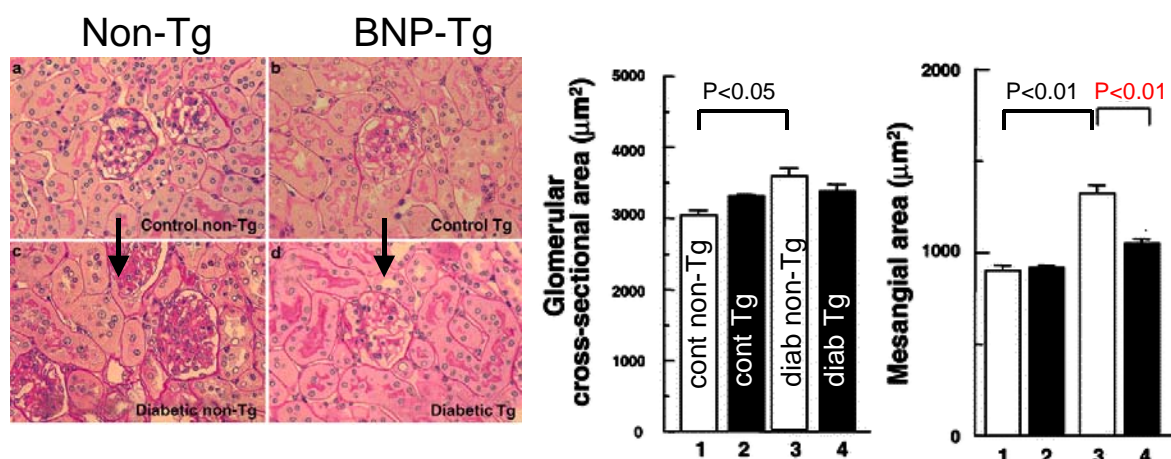 Non-Tg
BNP-Tg
a
Control non-Tg
b
Control Tg
c
Diabetic non-Tg
d
Diabetic Tg
Glomerular
cross-sectional area (μm²)
5000
4000
3000
2000
1000
0
P<0.05
cont non-Tg
cont Tg
diab non-Tg
diab Tg
1 2 3 4
Mesangial area (μm²)
2000
1000
0
P<0.01 P<0.01
1 2 3 4